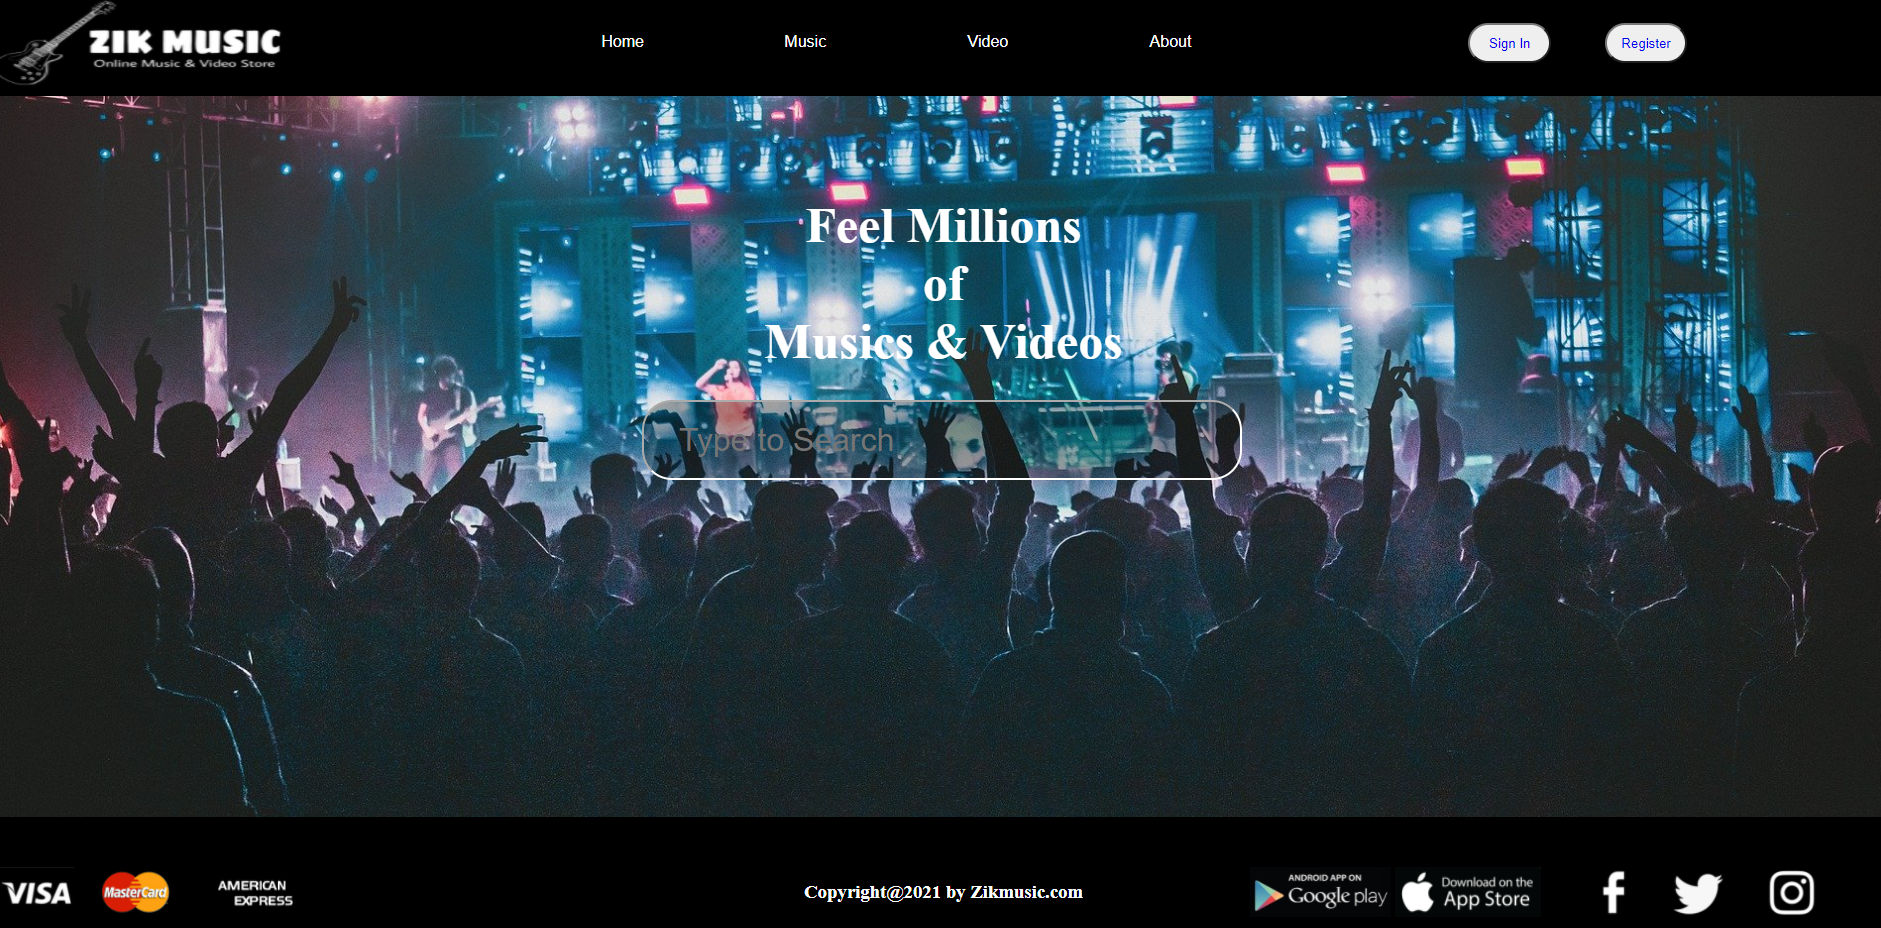 ZIK MUSIC
Online Music & Video Store
Home
Music
Video
About
Sign In
Register
Feel Millions
of
Musics & Videos
Type to Search
VISA
MasterCard
AMERICAN
EXPRESS
Copyright@2021 by Zikmusic.com
ANDROID APP ON
Google play
Download on the
App Store